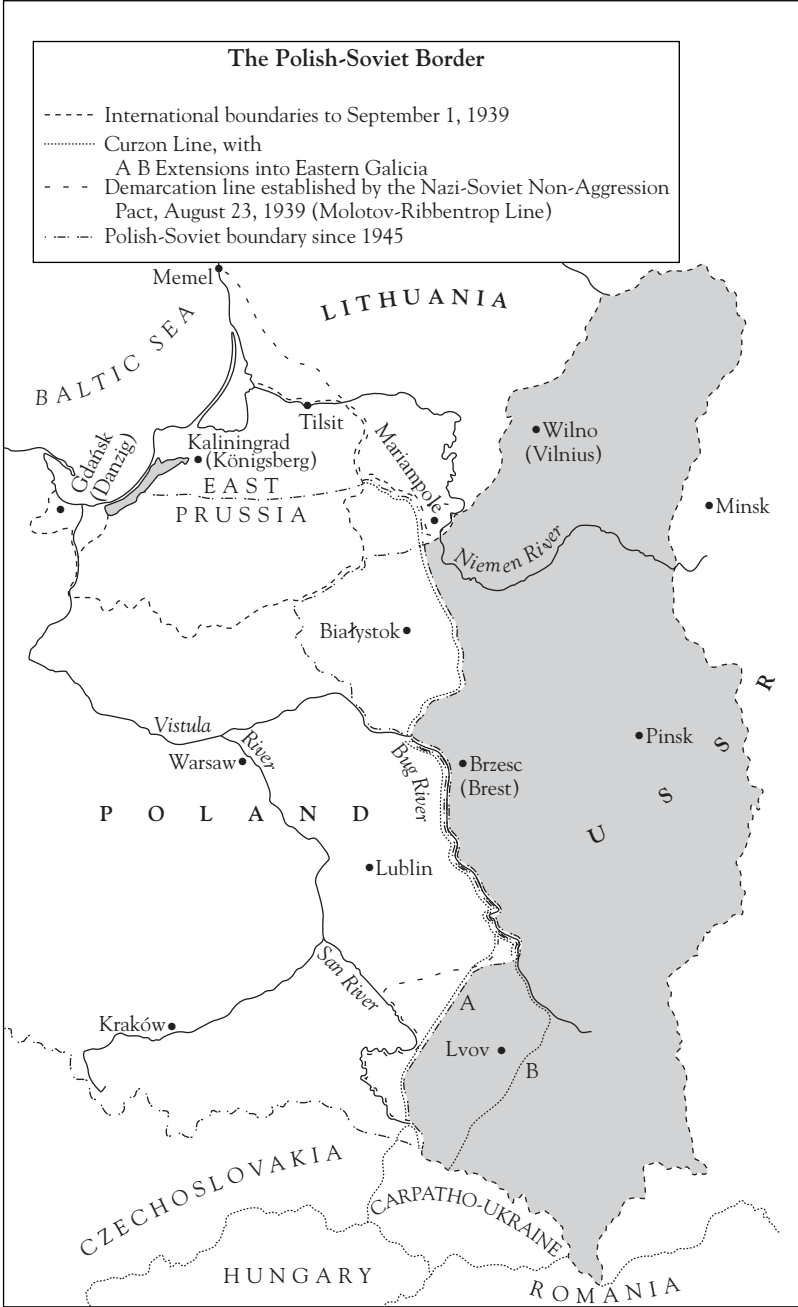 The Polish-Soviet Border
International boundaries to September 1, 1939
Curzon Line, with
A B Extensions into Eastern Galicia
Demarcation line established by the Nazi-Soviet Non-Aggression
Pact, August 23, 1939 (Molotov-Ribbentrop Line)
Polish-Soviet boundary since 1945
Memel
LITHUANIA
BALTIC SEA
Tilsit
Mariampolé
Wilno
(Vilnius)
Gdańsk
(Danzig)
Kaliningrad
(Königsberg)
EAST
PRUSSIA
Minsk
Niemen River
Białystok
USSR
Pinsk
Vistula
River
Warsaw
Bug River
Brzesc
(Brest)
POLAND
Lublin
San River
A
Kraków
Lvov
B
CZECHOSLOVAKIA
CARPATHO-UKRAINE
HUNGARY
ROMANIA